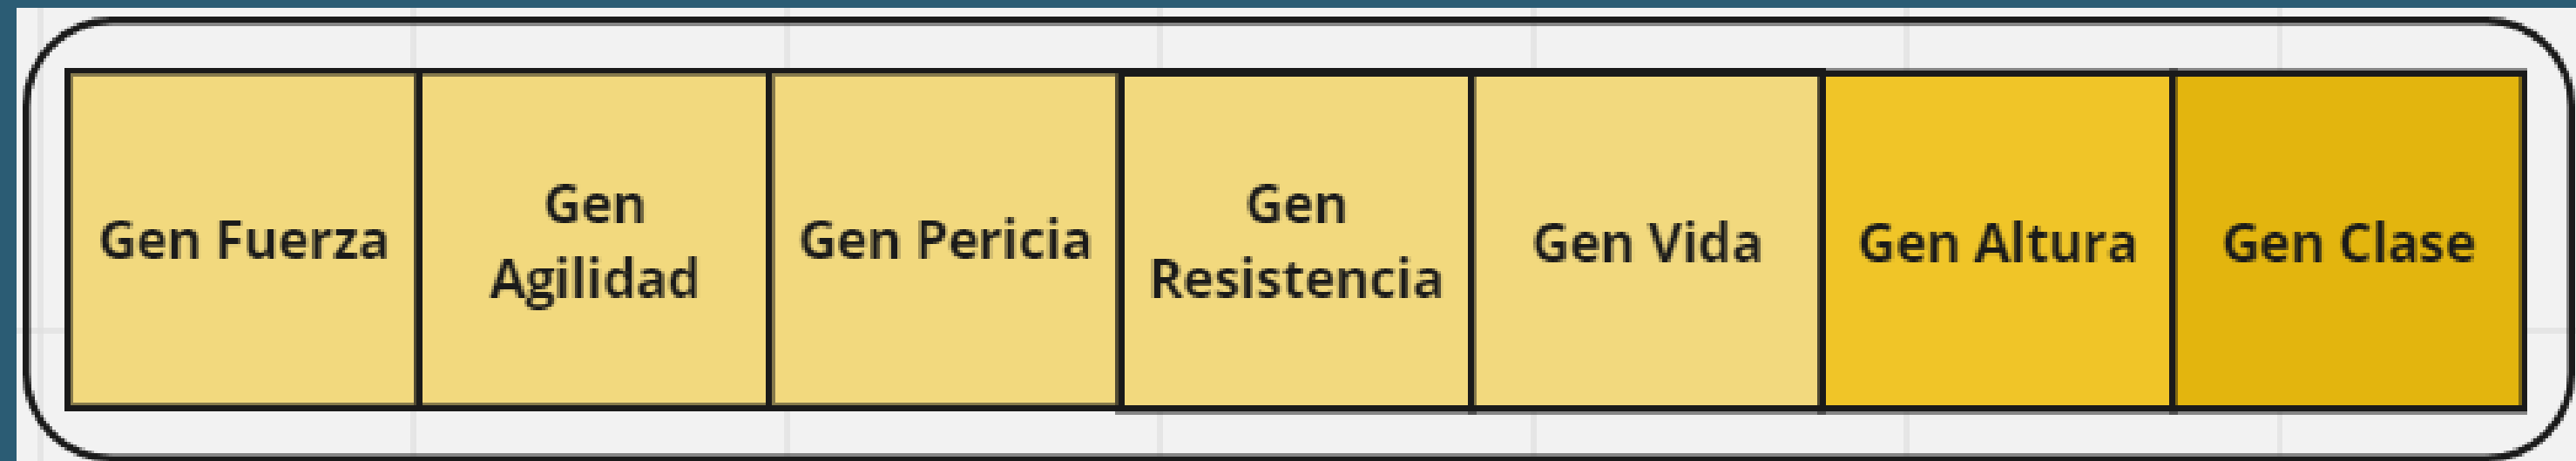 Gen Fuerza
Gen
Agilidad
Gen Pericia
Gen
Resistencia
Gen Vida
Gen Altura
Gen Clase